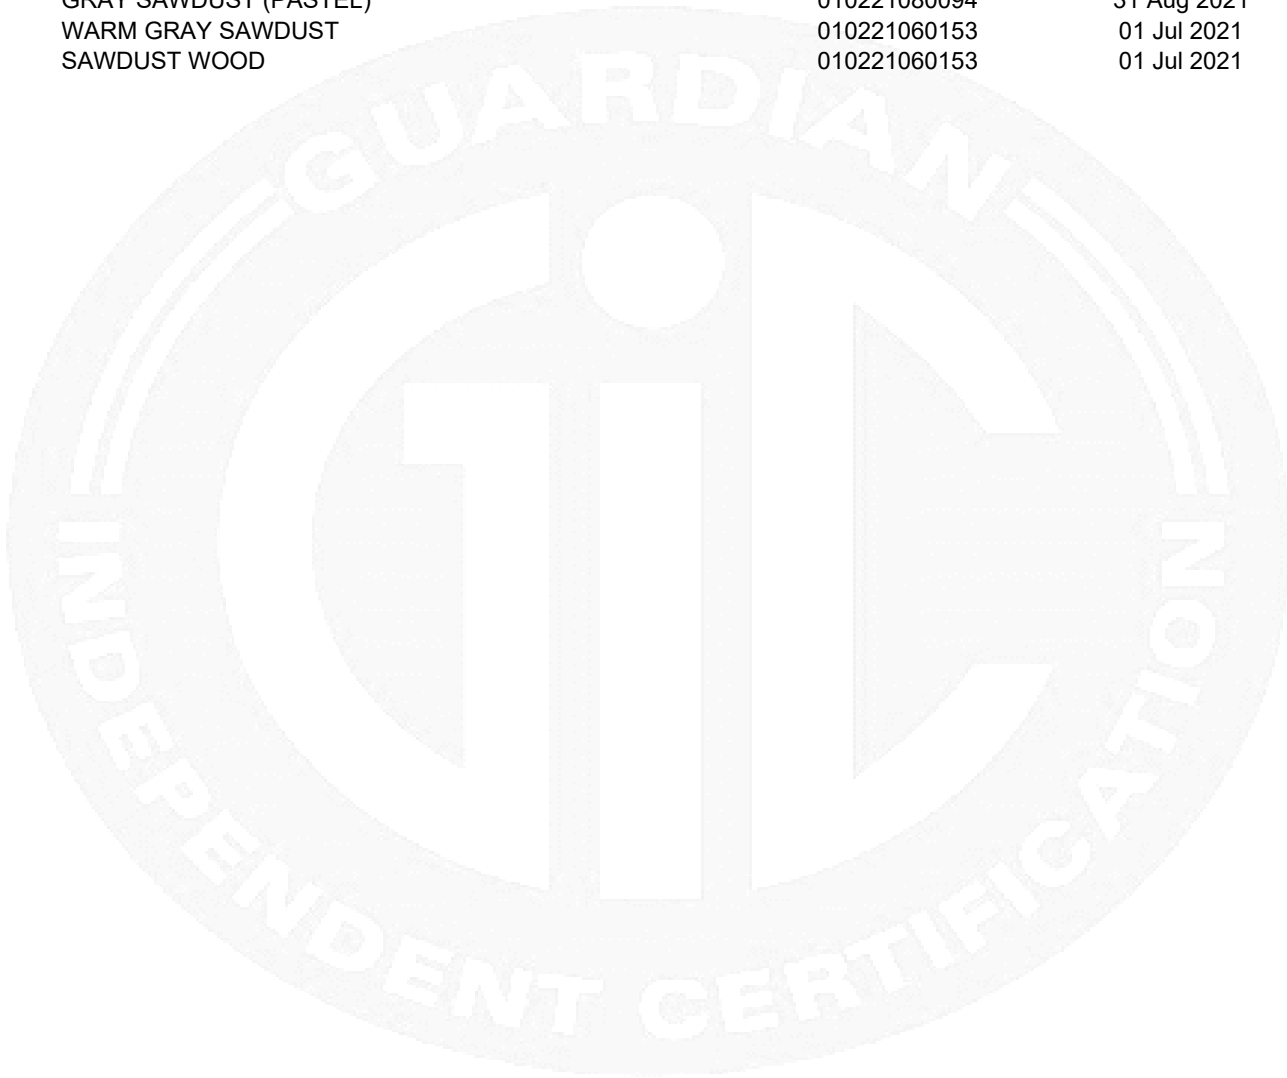 GRAY SAWDUST (PASTEL) 010221080094 31 Aug 2021
WARM GRAY SAWDUST 010221060153 01 Jul 2021
SAWDUST WOOD 010221060153 01 Jul 2021
GUARDIAN
GiC
INDEPENDENT CERTIFICATION